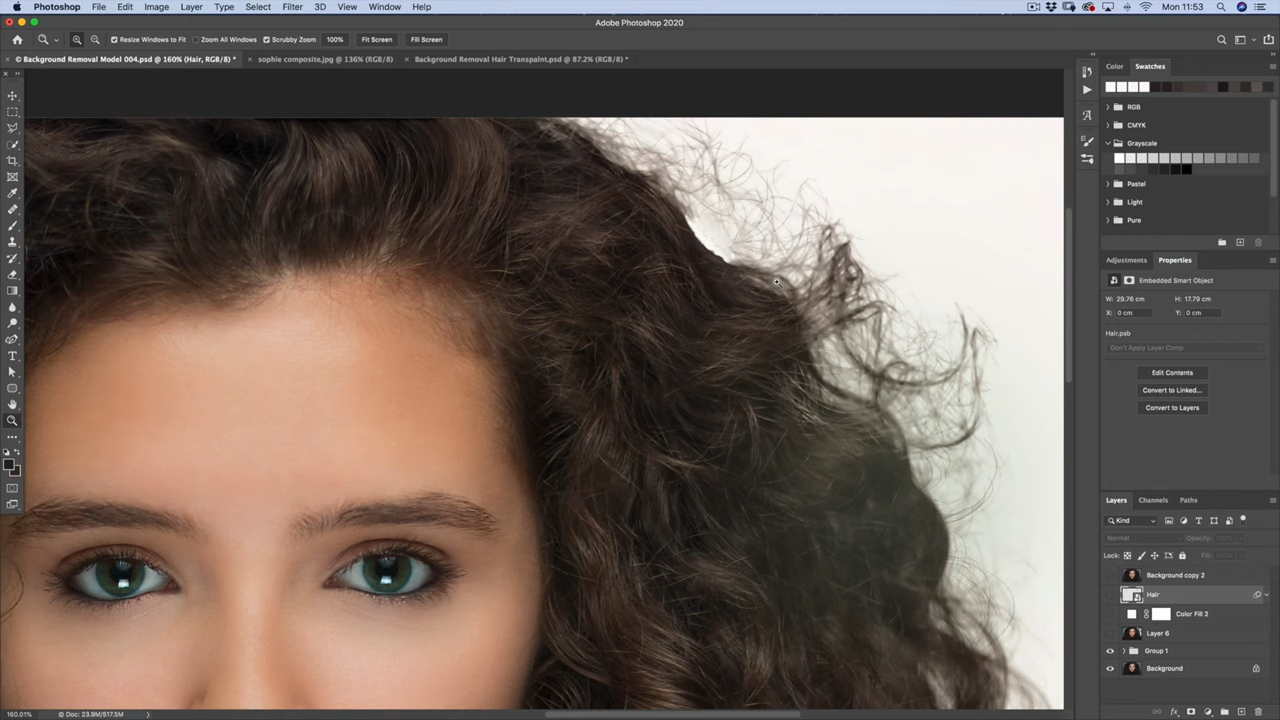 Photoshop File Edit Image Layer Type Select Filter 3D View Window Help Mon 11:53
Adobe Photoshop 2020
Resize Windows to Fit Zoom All Windows Scrubby Zoom 100% Fit Screen Fill Screen
© Background Removal Model 004.psd @ 160% (Hair, RGB/8) * sophie composite.jpg @ 136% (RGB/8) Background Removal Hair Transpaint.psd @ 87.2% (RGB/8) *
Color Swatches
RGB
CMYK
Grayscale
Pastel
Light
Pure
Adjustments Properties
Embedded Smart Object
W: 29.76 cm H: 17.79 cm
X: 0 cm Y: 0 cm
Hair.psb
Don't Apply Layer Comp
Edit Contents
Convert to Linked...
Convert to Layers
Layers Channels Paths
Kind
Normal Opacity:
Lock: Fill:
Background copy 2
Hair
Color Fill 2
Layer 6
Group 1
Background
160.01% Doc: 23.9M/517.5M